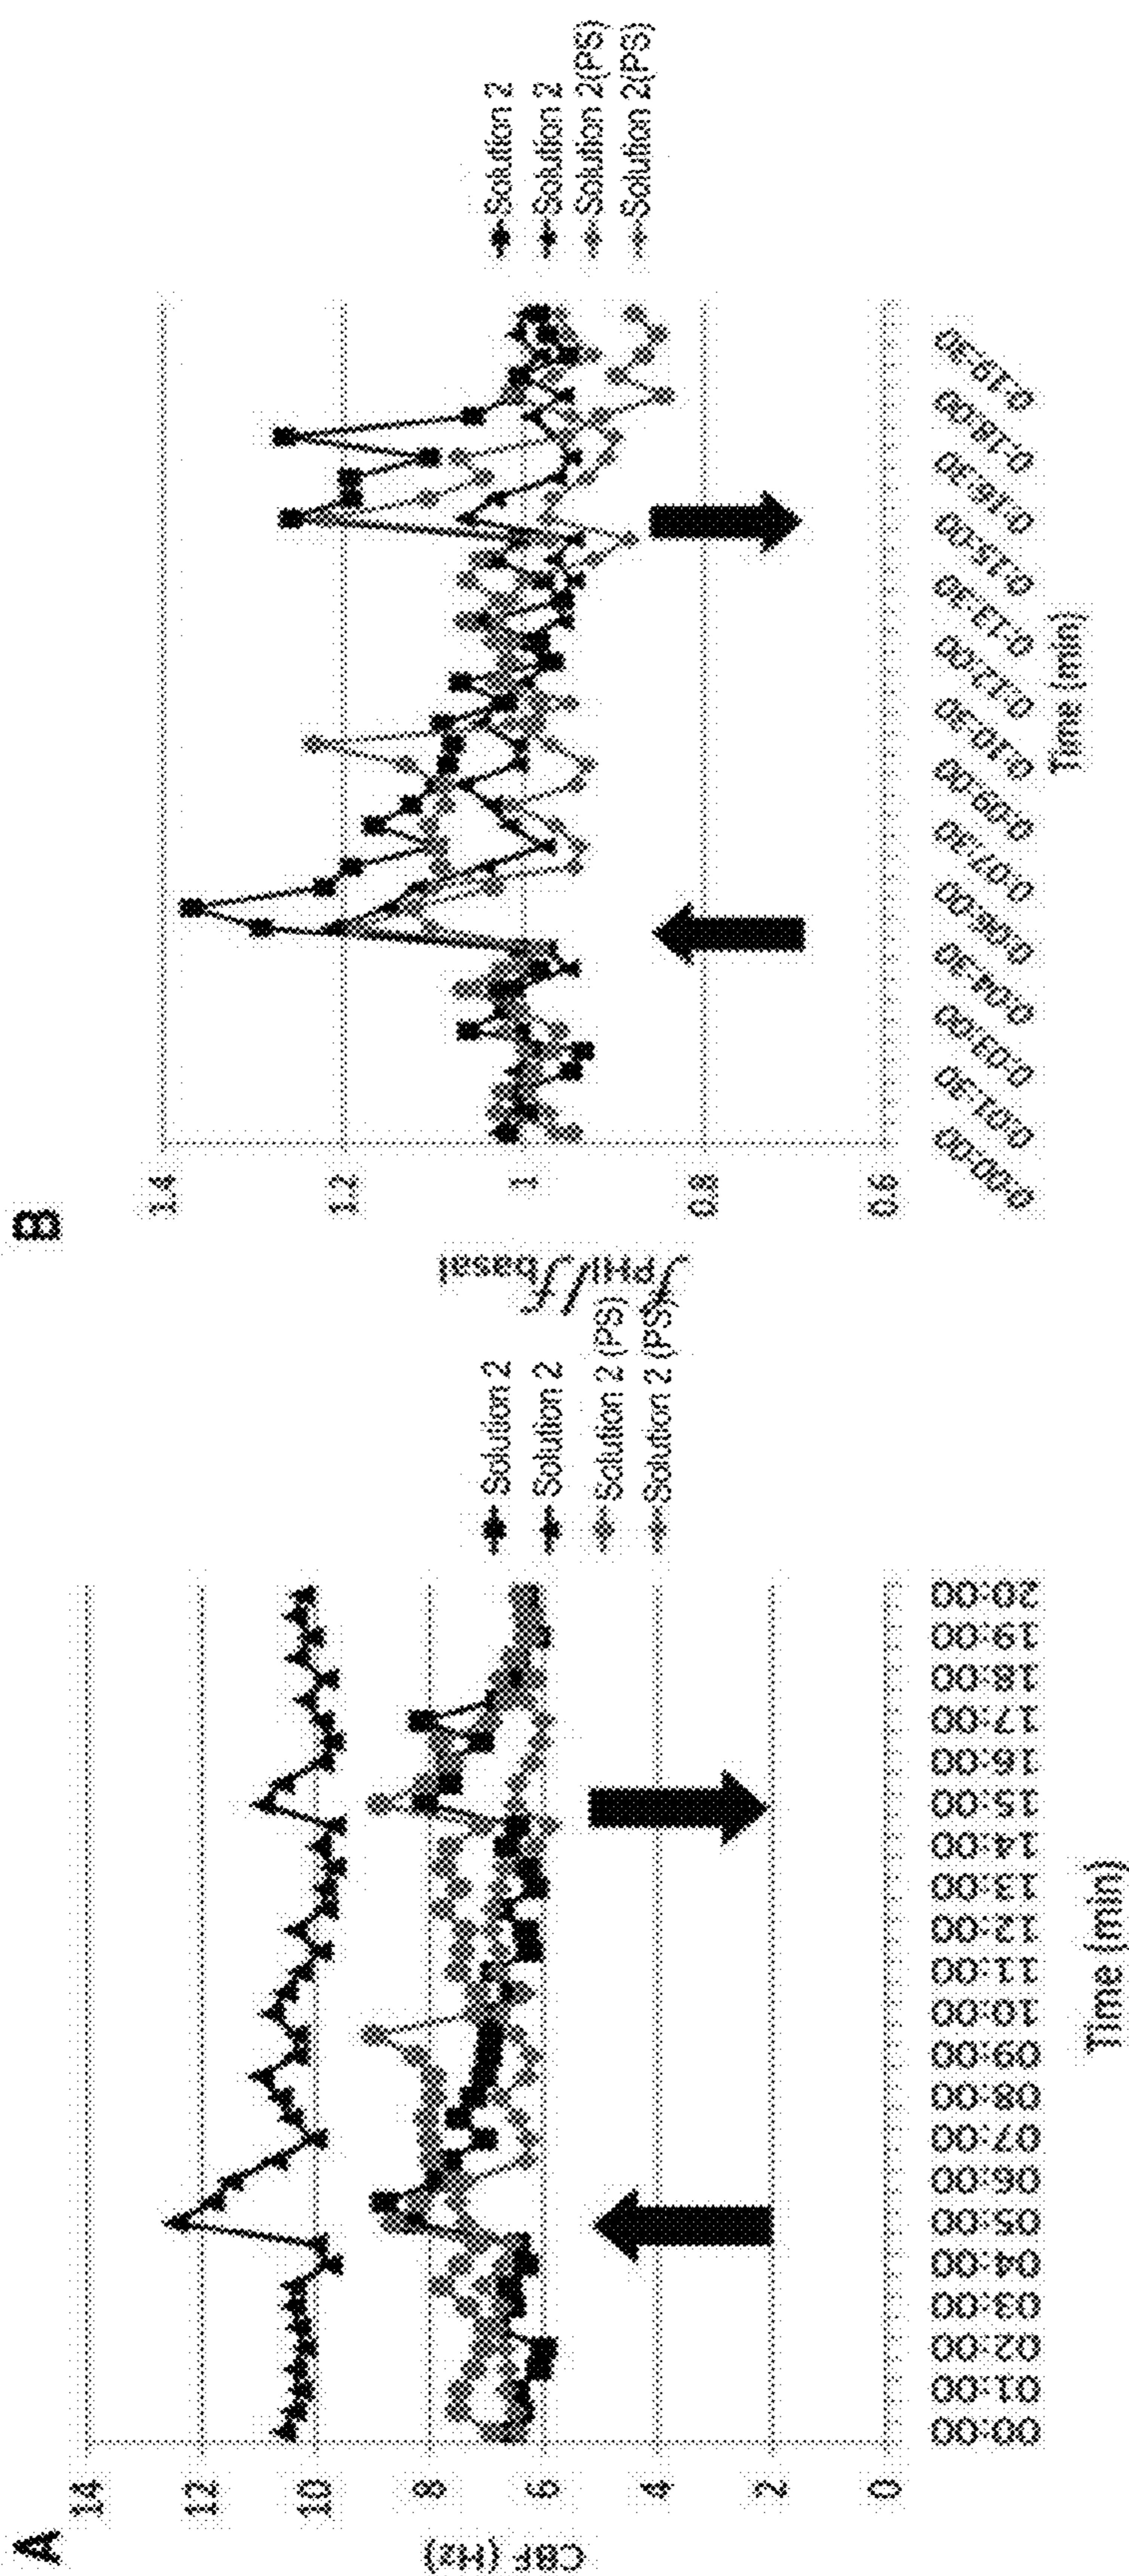 A
CBF (Hz)
14
12
10
8
6
4
2
0
00:00 01:00 02:00 03:00 04:00 05:00 06:00 07:00 08:00 09:00 10:00 11:00 12:00 13:00 14:00 15:00 16:00 17:00 18:00 19:00 20:00
Time (min)
Solution 2
Solution 2
Solution 2 (PS)
Solution 2 (PS)
B
fPHI/fbasal
1.4
1.2
1
0.8
0.6
0:00:00 0:01:30 0:03:00 0:04:30 0:06:00 0:07:30 0:09:00 0:10:30 0:12:00 0:13:30 0:15:00 0:16:30 0:18:00 0:19:30
Time (min)
Solution 2
Solution 2
Solution 2(PS)
Solution 2(PS)